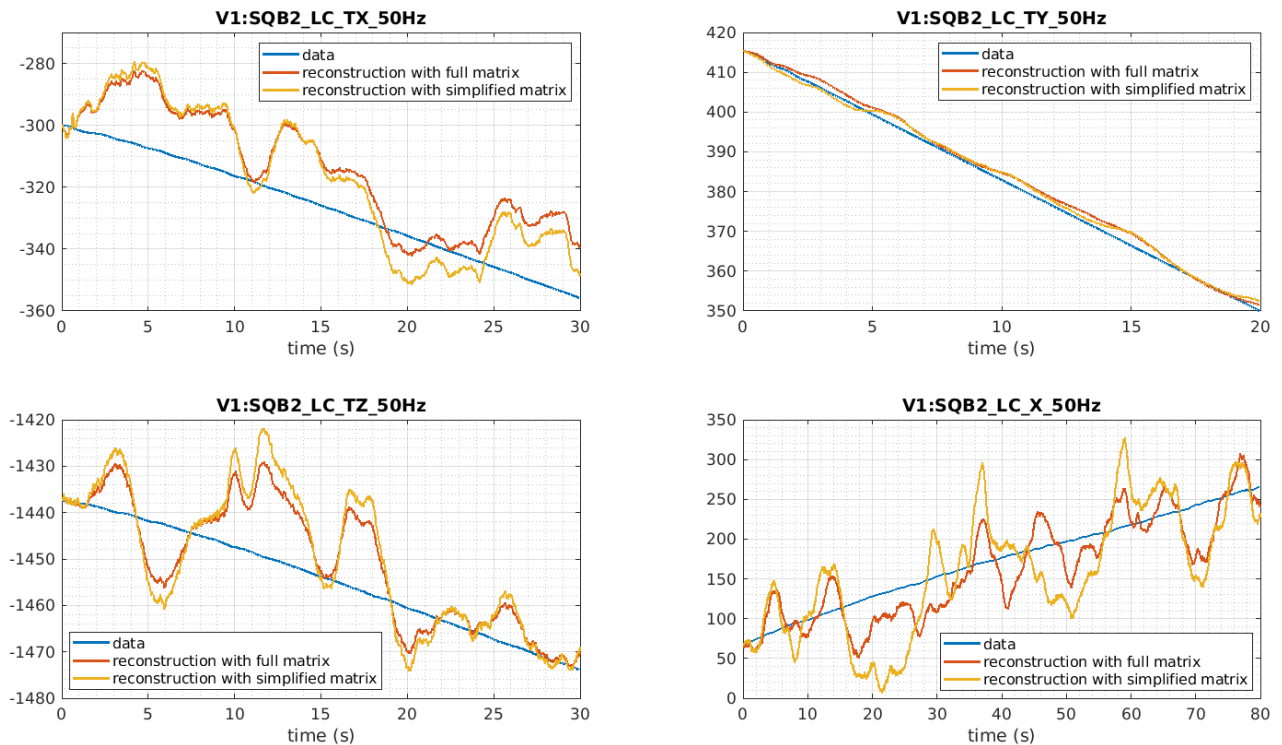 V1:SQB2_LC_TX_50Hz
-280
-300
-320
-340
-360
0 5 10 15 20 25 30
time (s)
data
reconstruction with full matrix
reconstruction with simplified matrix
V1:SQB2_LC_TY_50Hz
420
410
400
390
380
370
360
350
0 5 10 15 20
time (s)
data
reconstruction with full matrix
reconstruction with simplified matrix
V1:SQB2_LC_TZ_50Hz
-1420
-1430
-1440
-1450
-1460
-1470
-1480
0 5 10 15 20 25 30
time (s)
data
reconstruction with full matrix
reconstruction with simplified matrix
V1:SQB2_LC_X_50Hz
350
300
250
200
150
100
50
0
0 10 20 30 40 50 60 70 80
time (s)
data
reconstruction with full matrix
reconstruction with simplified matrix